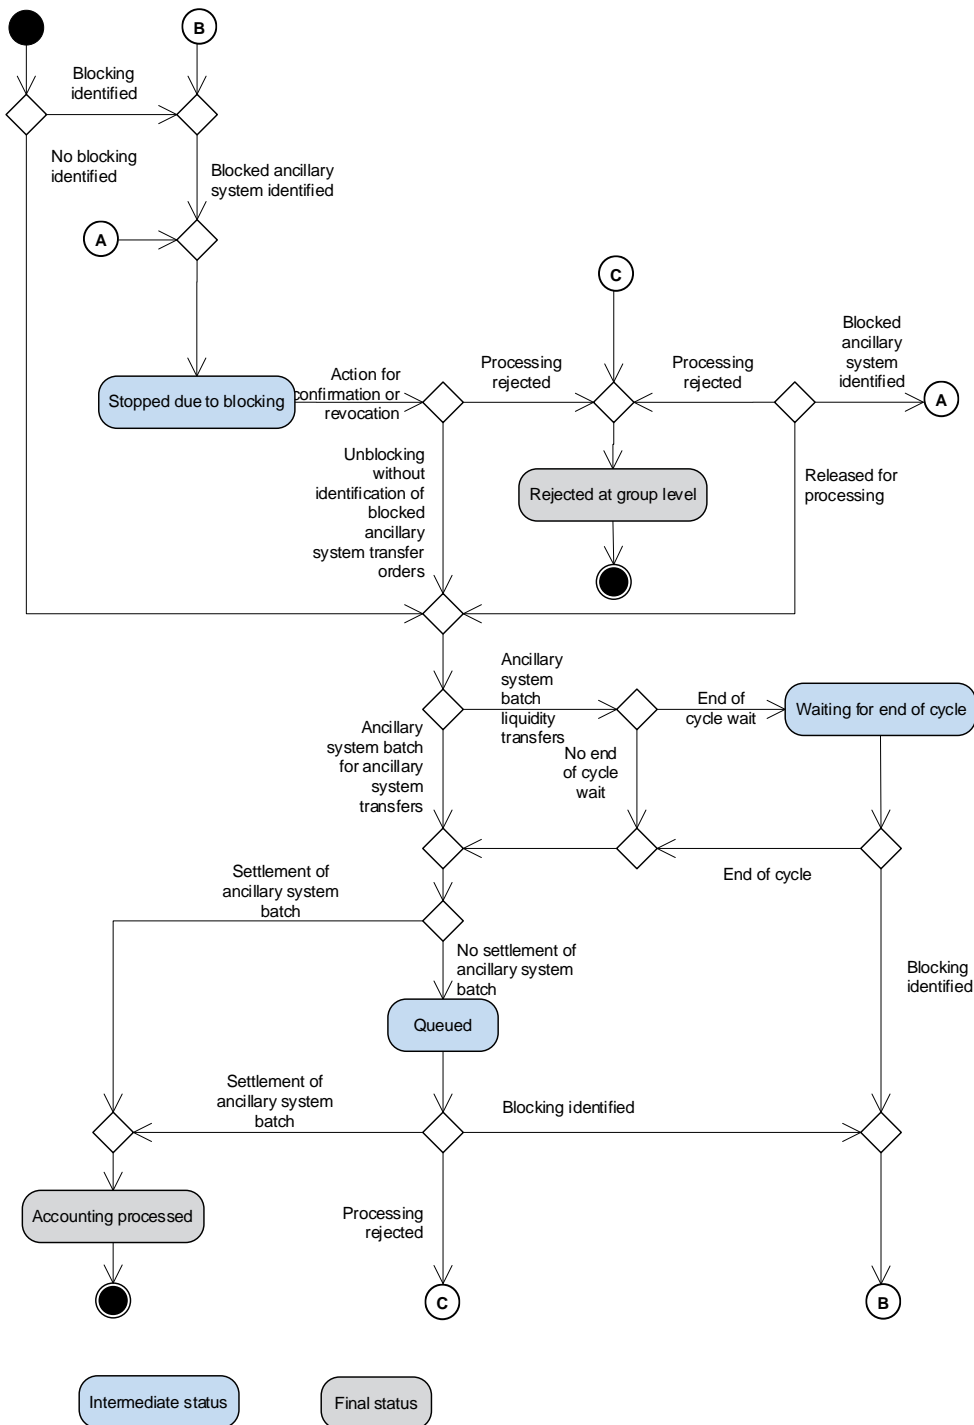 B
Blocking
identified
No blocking
identified
Blocked ancillary
system identified
A
C
Blocked
ancillary
system
identified
Processing
rejected
Processing
rejected
Action for
confirmation or
revocation
Stopped due to blocking
A
Unblocking
without
identification of
blocked
ancillary
system transfer
orders
Rejected at group level
Released for
processing
Ancillary
system
batch
liquidity
transfers
End of
cycle wait
Waiting for end of cycle
Ancillary
system batch
for ancillary
system
transfers
No end
of cycle
wait
Settlement of
ancillary system
batch
End of cycle
No settlement of
ancillary system
batch
Blocking
identified
Queued
Settlement of
ancillary system
batch
Blocking identified
Accounting processed
Processing
rejected
C
B
Intermediate status
Final status